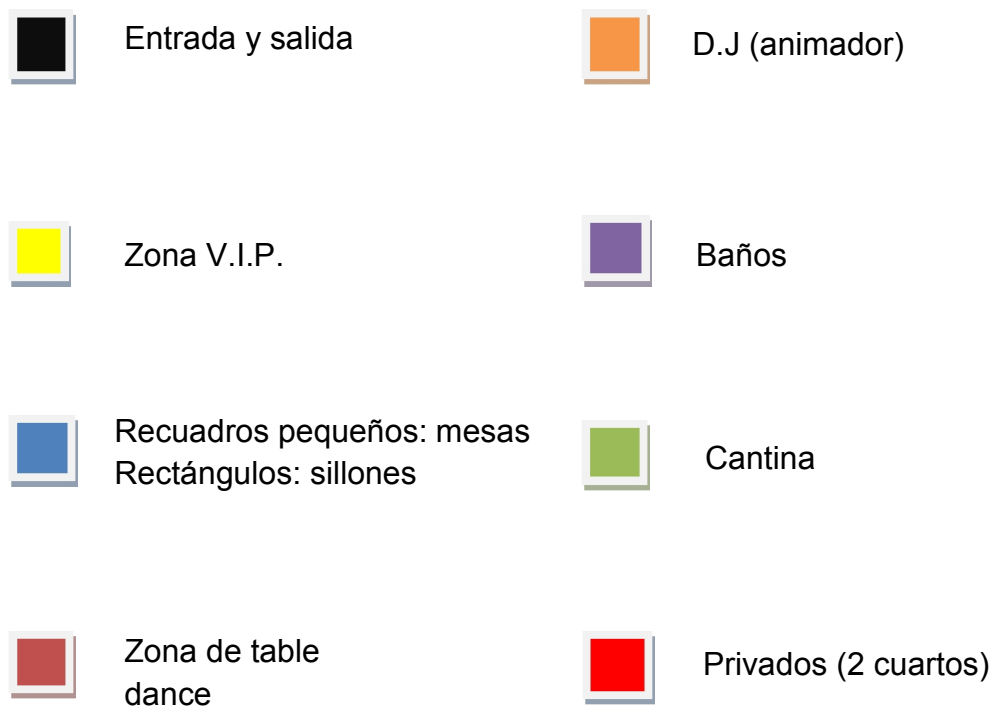 Entrada y salida
D.J (animador)
Zona V.I.P.
Baños
Recuadros pequeños: mesas
Rectángulos: sillones
Cantina
Zona de table
dance
Privados (2 cuartos)